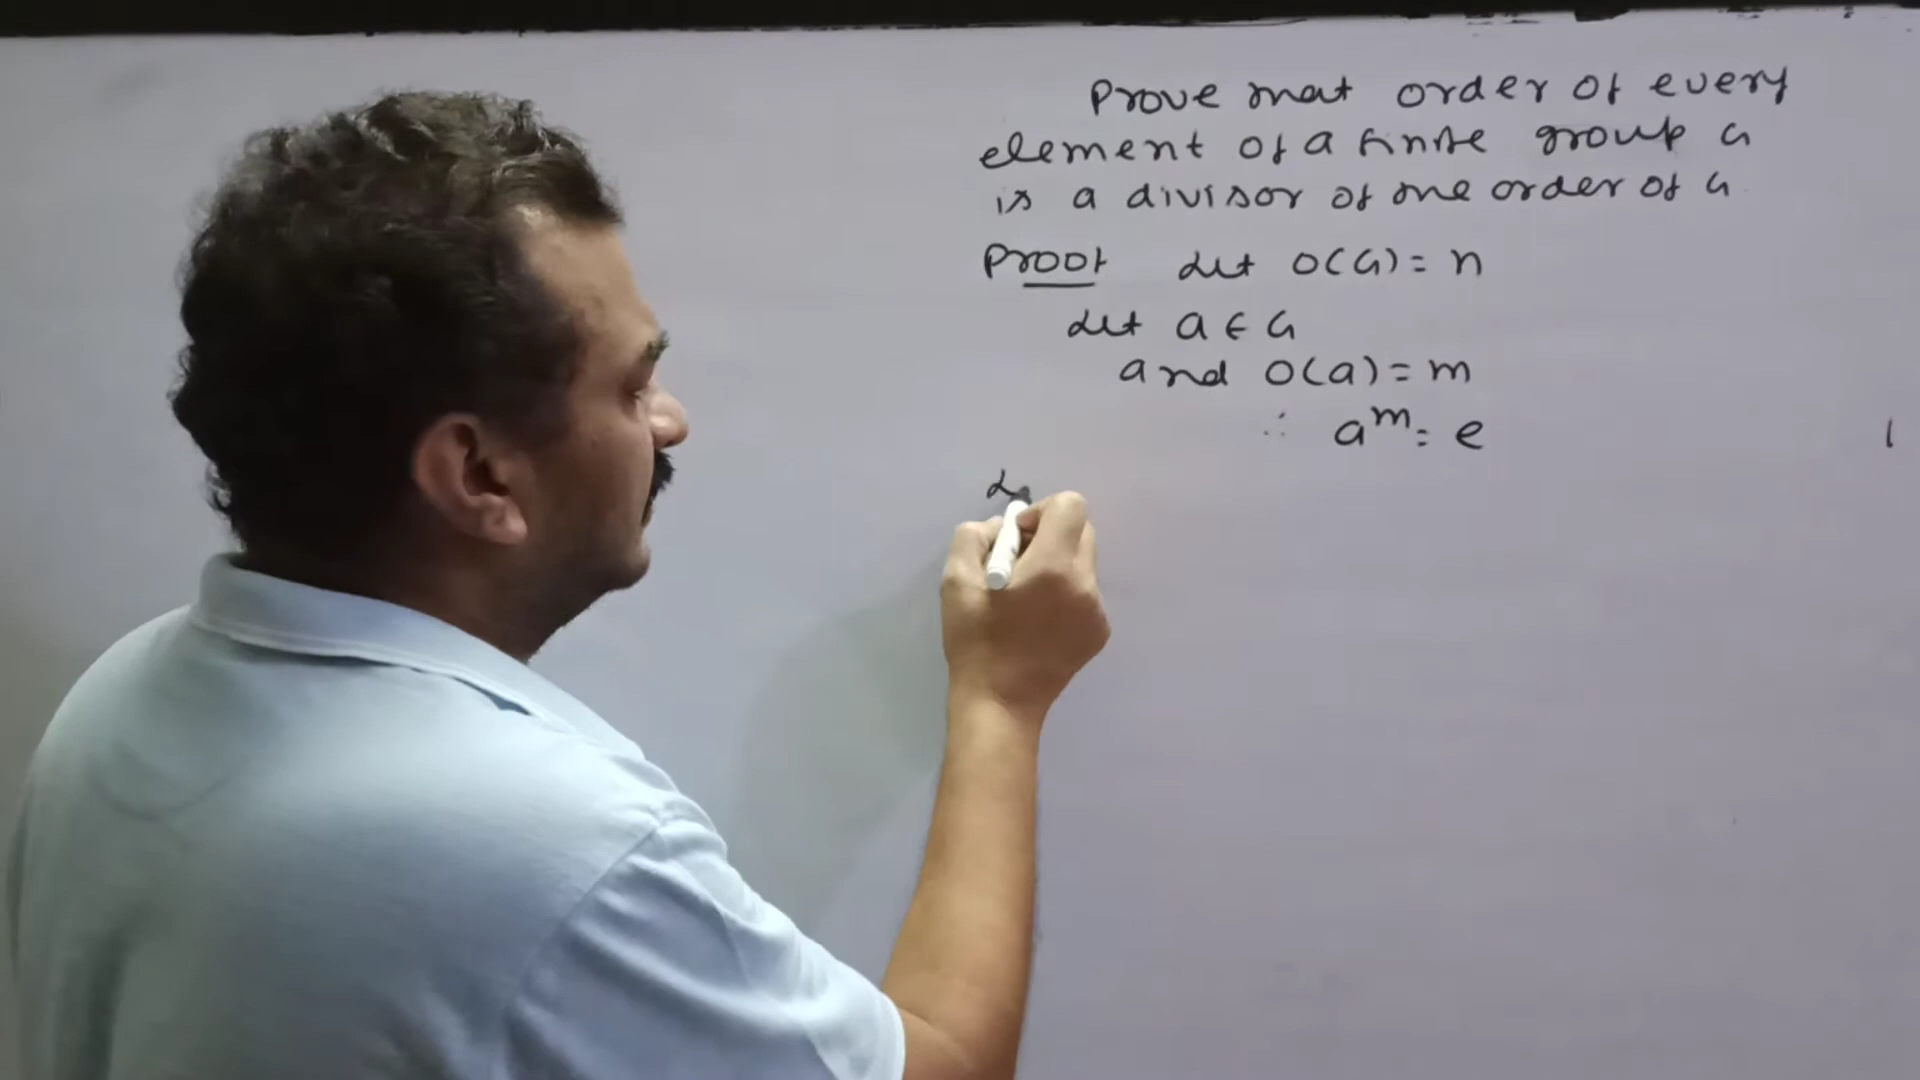 Prove that order of every
element of a finite group G
is a divisor of the order of G
Proof Let O(G) = n
Let a ∈ G
and O(a) = m
∴ a^m = e